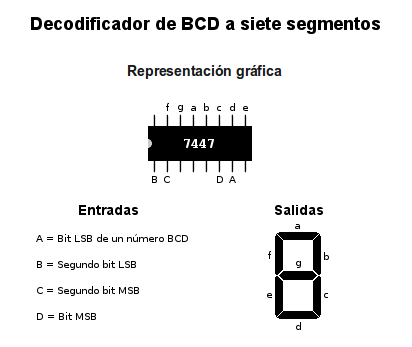 Decodificador de BCD a siete segmentos
Representación gráfica
f g a b c d e
7447
B C D A
Entradas
A = Bit LSB de un número BCD
B = Segundo bit LSB
C = Segundo bit MSB
D = Bit MSB
Salidas
a
f b
g
e c
d